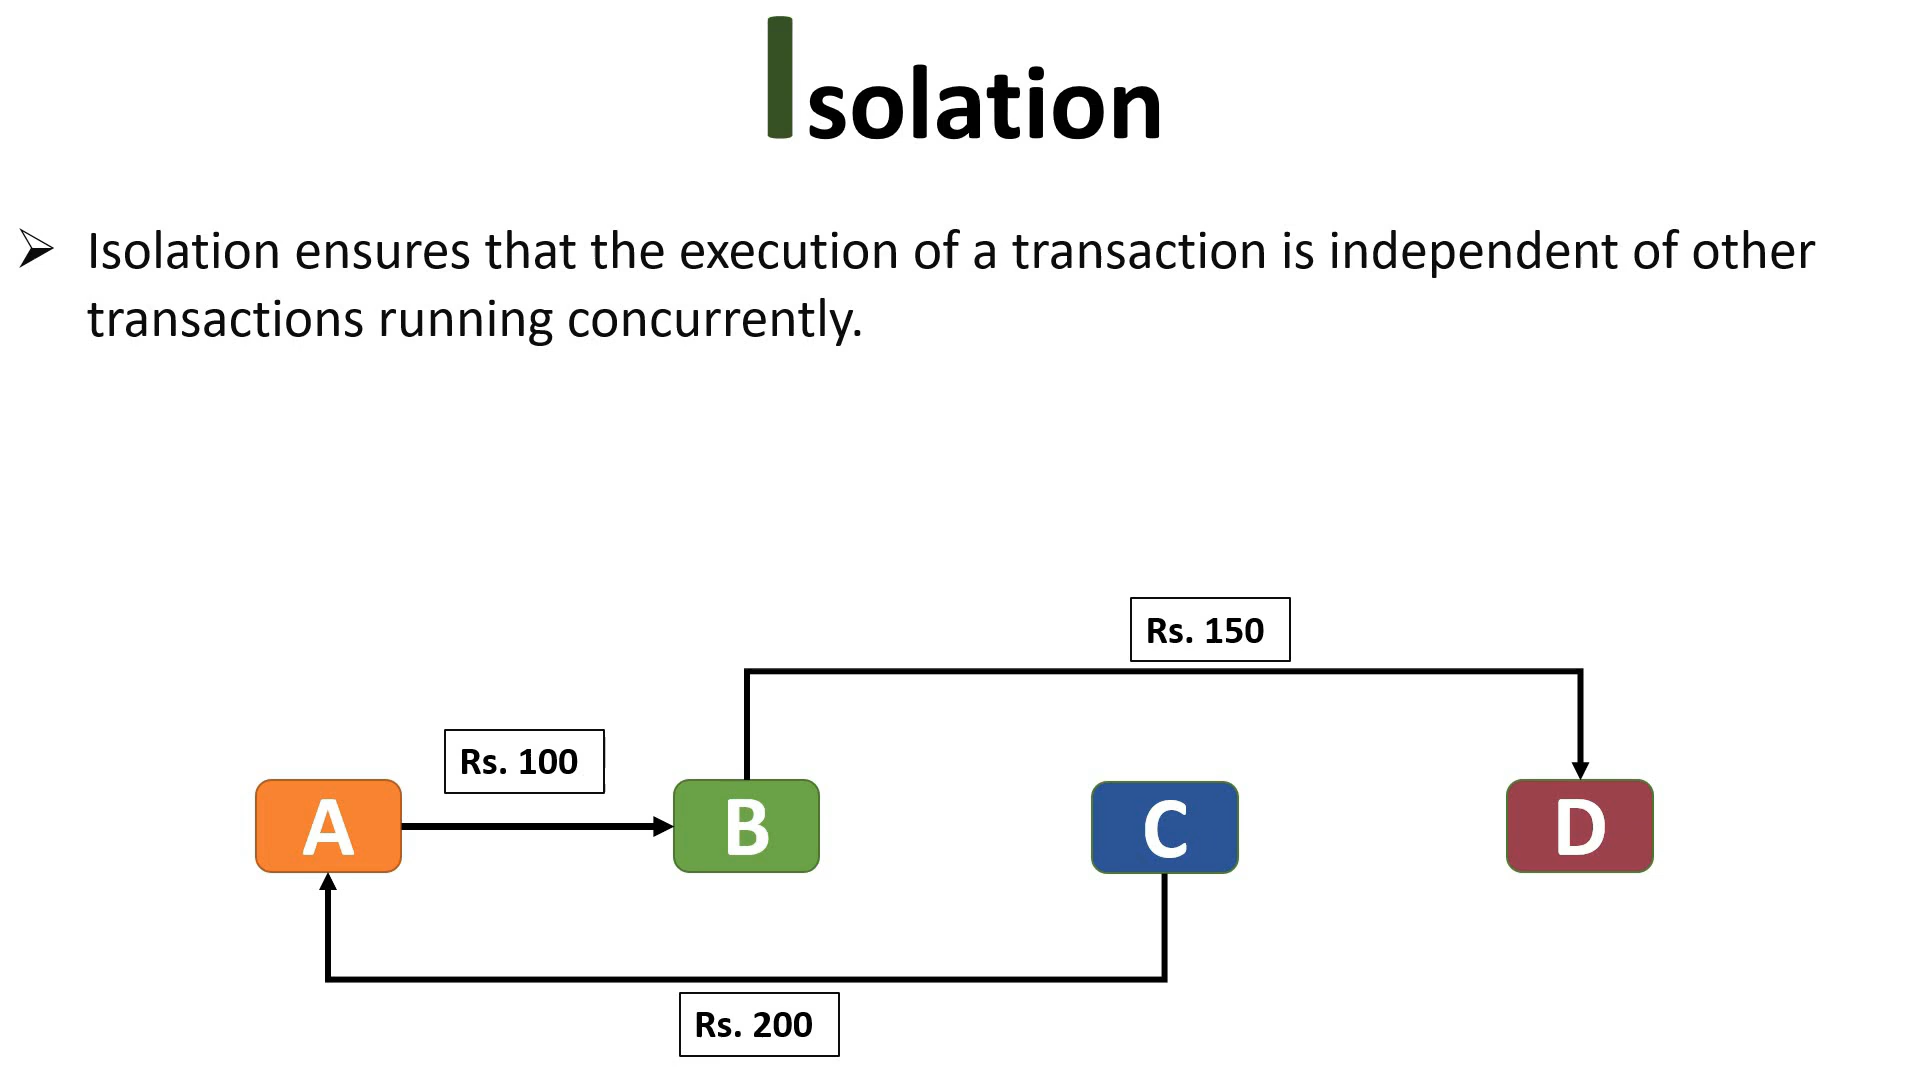 Isolation
Isolation ensures that the execution of a transaction is independent of other
transactions running concurrently.
Rs. 150
Rs. 100
A
B
C
D
Rs. 200